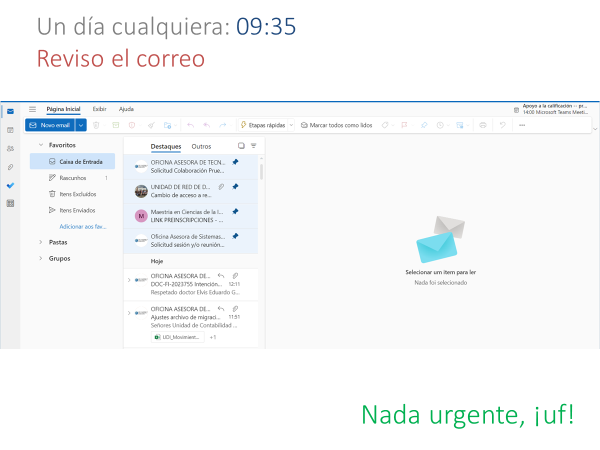 Un día cualquiera: 09:35
Reviso el correo
Página Inicial Exibir Ajuda
Apoyo a la calificación -- pr...
14:00 Microsoft Teams Meeti...
Novo email
Etapas rápidas
Marcar todos como lidos
Favoritos
Caixa de Entrada
Rascunhos 1
Itens Excluídos
Itens Enviados
Adicionar aos fav...
Pastas
Grupos
Destaques Outros
OFICINA ASESORA DE TECN...
Solicitud Colaboración Prue...
UNIDAD DE RED DE D...
Cambio de acceso a re...
M
Maestria en Ciencias de la I...
LINK PREINSCRIPCIONES - ...
Oficina Asesora de Sistemas...
Solicitud sesión y/o reunión...
Hoje
OFICINA ASESORA DE...
DOC-FI-2023755 Intención... 12:11
Respetado doctor Elvis Eduardo G...
OFICINA ASESORA DE...
Ajustes archivo de migraci... 11:51
Señores Unidad de Contabilidad ...
UDI_Movimiem... +1
Selecionar um item para ler
Nada foi selecionado
Nada urgente, ¡uf!